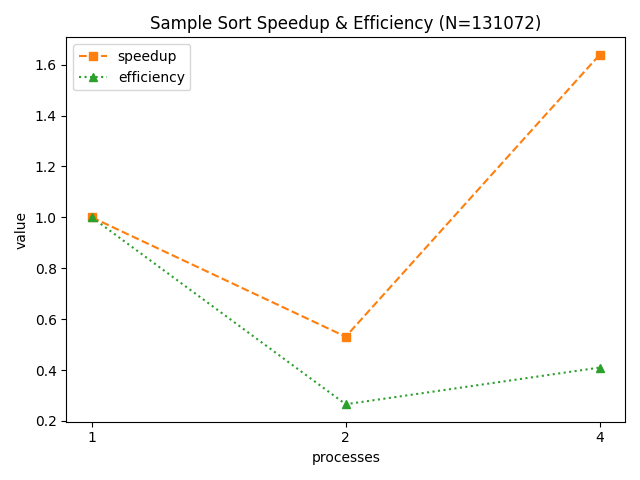 Sample Sort Speedup & Efficiency (N=131072)
speedup
efficiency
1.6
1.4
1.2
1.0
0.8
0.6
0.4
0.2
value
1 2 4
processes